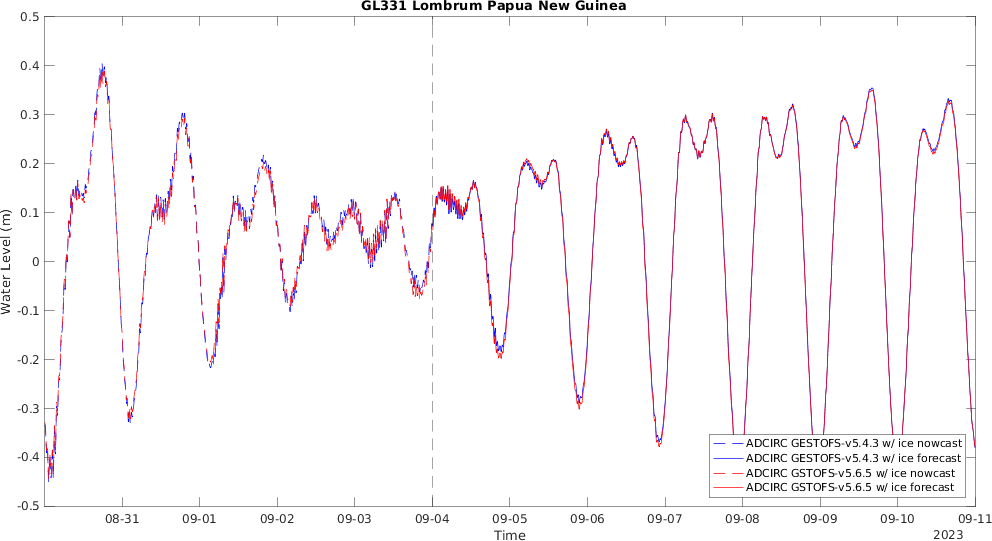 GL331 Lombrum Papua New Guinea
0.5
0.4
0.3
0.2
0.1
0
-0.1
-0.2
-0.3
-0.4
-0.5
Water Level (m)
ADCIRC GESTOFS-v5.4.3 w/ ice nowcast
ADCIRC GESTOFS-v5.4.3 w/ ice forecast
ADCIRC GSTOFS-v5.6.5 w/ ice nowcast
ADCIRC GSTOFS-v5.6.5 w/ ice forecast
08-31 09-01 09-02 09-03 09-04 09-05 09-06 09-07 09-08 09-09 09-10 09-11
Time
2023